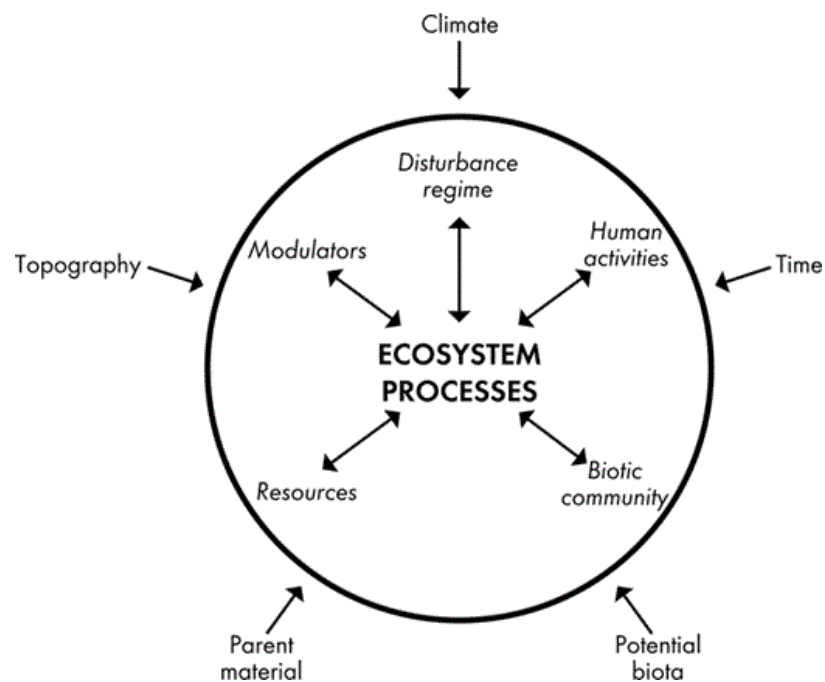 Climate
Disturbance
regime
Modulators
Human
activities
Topography
Time
ECOSYSTEM
PROCESSES
Resources
Biotic
community
Parent
material
Potential
biota